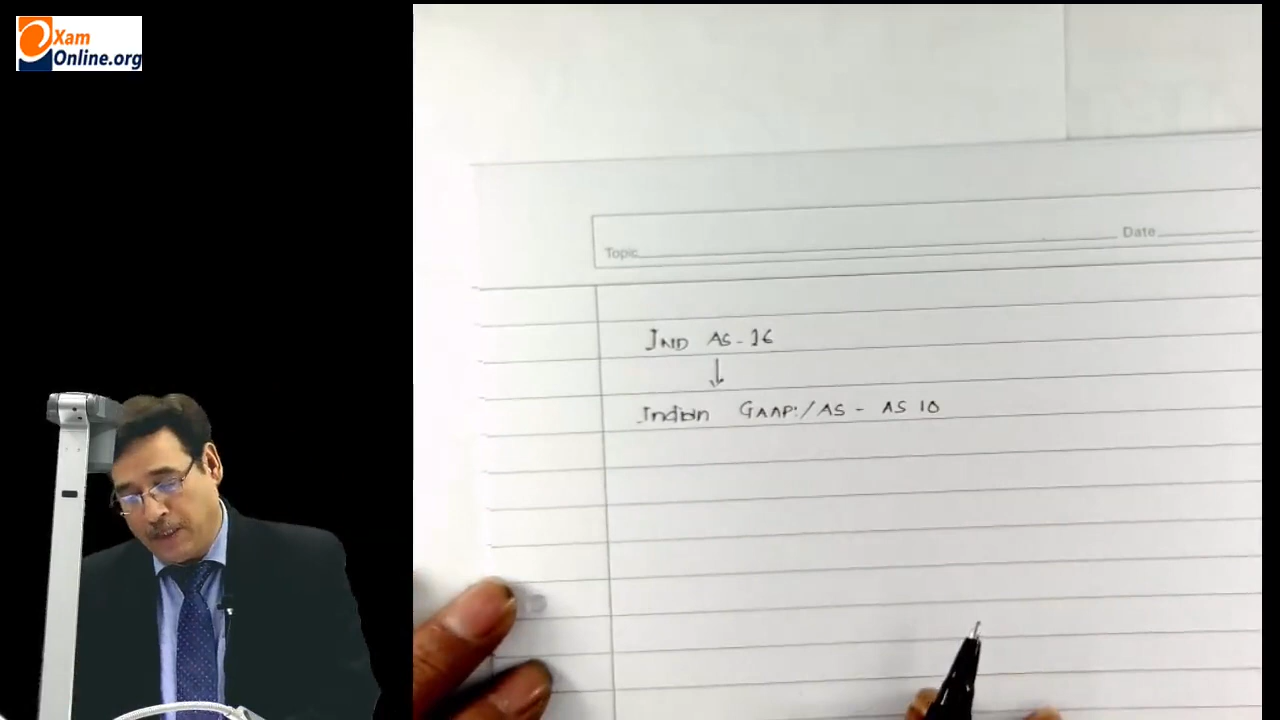 Xam
Online.org
Topic
Date
IND AS - 16
↓
Indian GAAP:/AS - AS 10